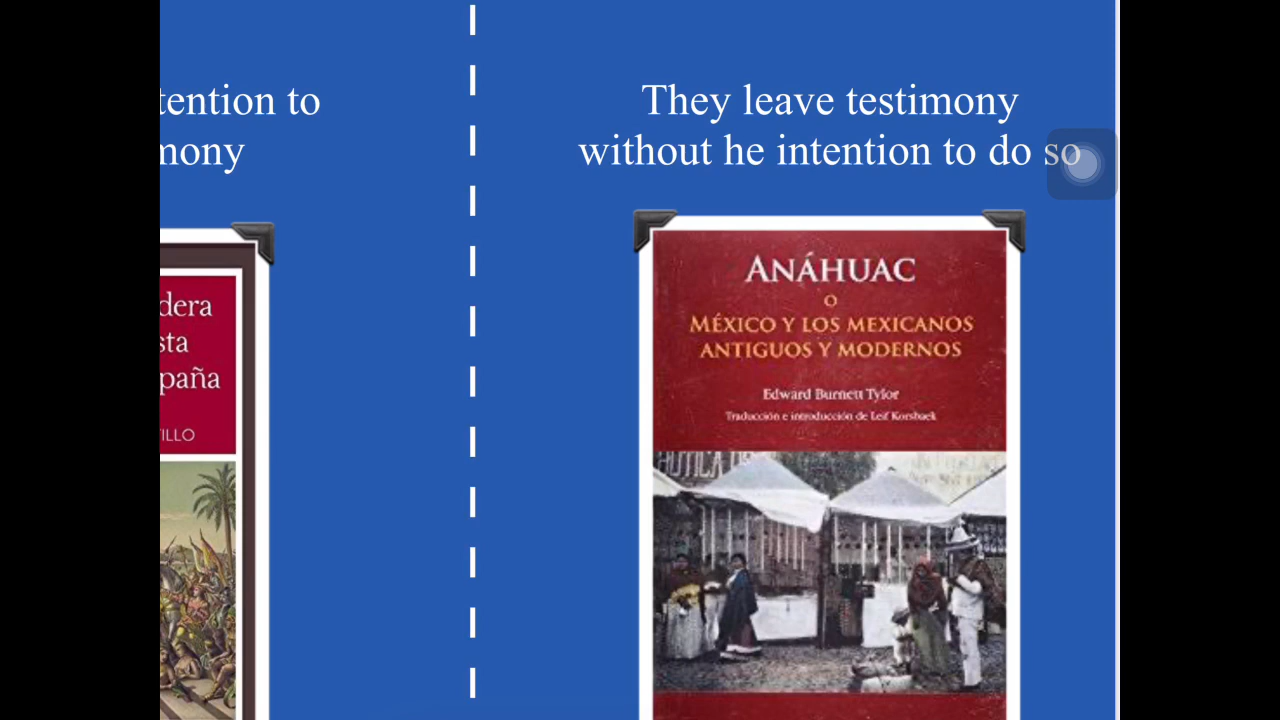 tention to
mony
dera
sta
paña
TILLO
They leave testimony
without he intention to do so
ANÁHUAC
O
MÉXICO Y LOS MEXICANOS
ANTIGUOS Y MODERNOS
Edward Burnett Tylor
Traducción e introducción de Leif Korsbaek